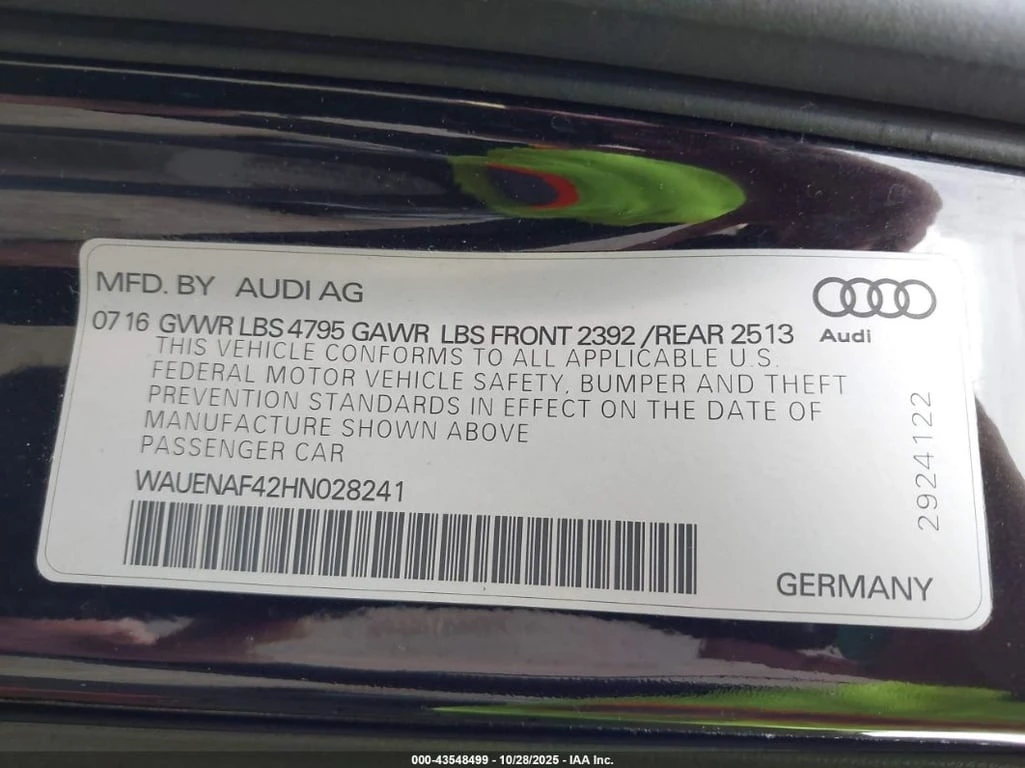 MFD. BY AUDI AG
07 16 GVWR LBS 4795 GAWR LBS FRONT 2392 /REAR 2513
Audi
THIS VEHICLE CONFORMS TO ALL APPLICABLE U.S.
FEDERAL MOTOR VEHICLE SAFETY, BUMPER AND THEFT
PREVENTION STANDARDS IN EFFECT ON THE DATE OF
MANUFACTURE SHOWN ABOVE
PASSENGER CAR
WAUENAF42HN028241
2924122
GERMANY
000-43548499 - 10/28/2025 - IAA Inc.